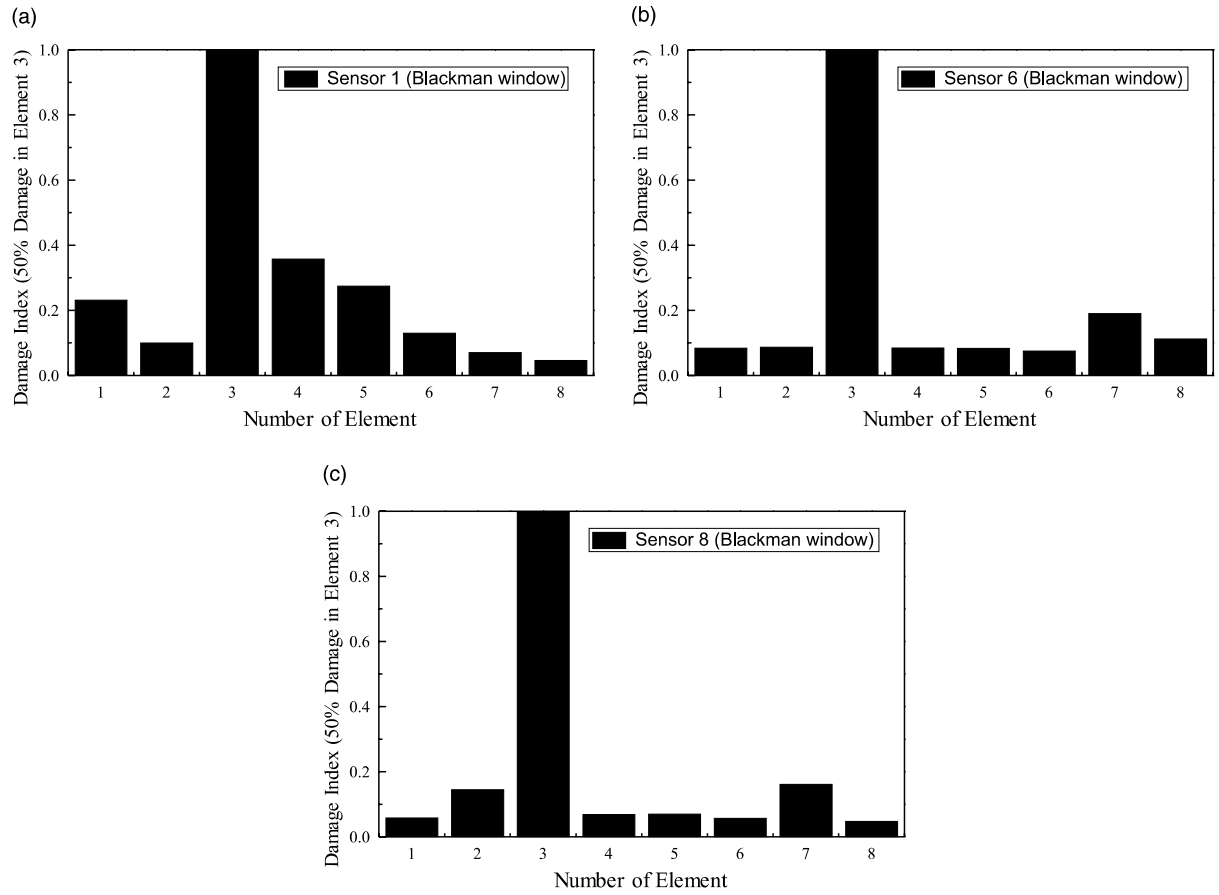 (a)
Damage Index (50% Damage in Element 3)
1.0
0.8
0.6
0.4
0.2
0.0
Sensor 1 (Blackman window)
1 2 3 4 5 6 7 8
Number of Element
(b)
Damage Index (50% Damage in Element 3)
1.0
0.8
0.6
0.4
0.2
0.0
Sensor 6 (Blackman window)
1 2 3 4 5 6 7 8
Number of Element
(c)
Damage Index (50% Damage in Element 3)
1.0
0.8
0.6
0.4
0.2
0.0
Sensor 8 (Blackman window)
1 2 3 4 5 6 7 8
Number of Element